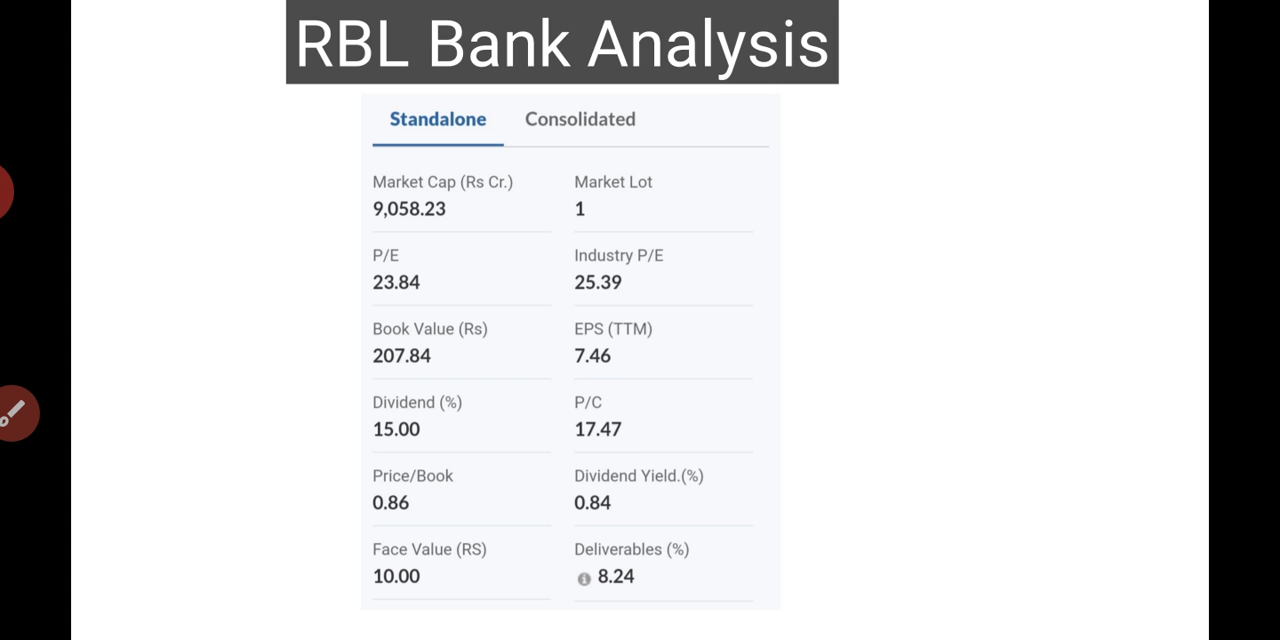 RBL Bank Analysis
Standalone Consolidated
Market Cap (Rs Cr.) Market Lot
9,058.23 1
P/E Industry P/E
23.84 25.39
Book Value (Rs) EPS (TTM)
207.84 7.46
Dividend (%) P/C
15.00 17.47
Price/Book Dividend Yield.(%)
0.86 0.84
Face Value (RS) Deliverables (%)
10.00 8.24